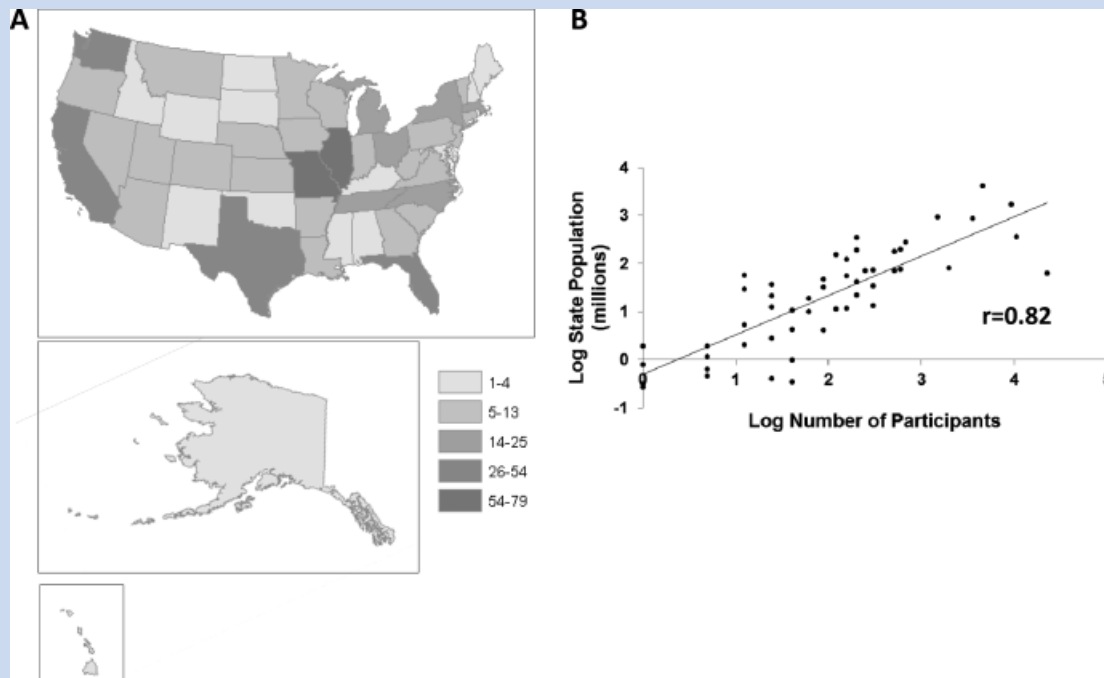 A
B
1-4
5-13
14-25
26-54
54-79
Log State Population
(millions)
4
3
2
1
0
-1
0
1
2
3
4
r=0.82
Log Number of Participants